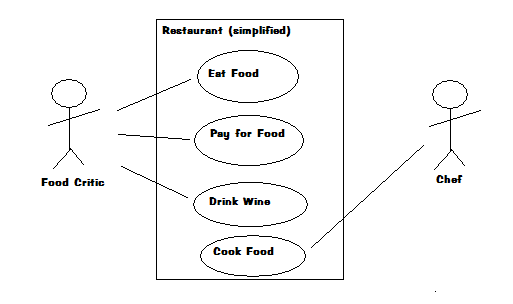 Restaurant (simplified)
Eat Food
Pay for Food
Food Critic
Chef
Drink Wine
Cook Food